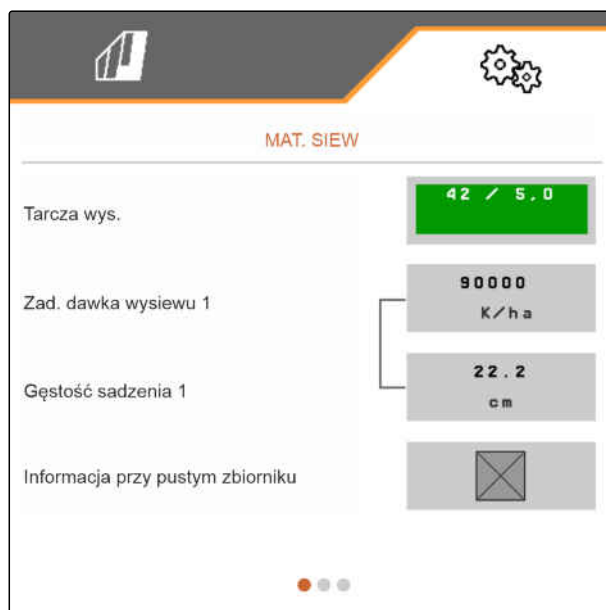 MAT. SIEW
Tarcza wys.
42 / 5,0
Zad. dawka wysiewu 1
90000
K/ha
Gęstość sadzenia 1
22.2
cm
Informacja przy pustym zbiorniku